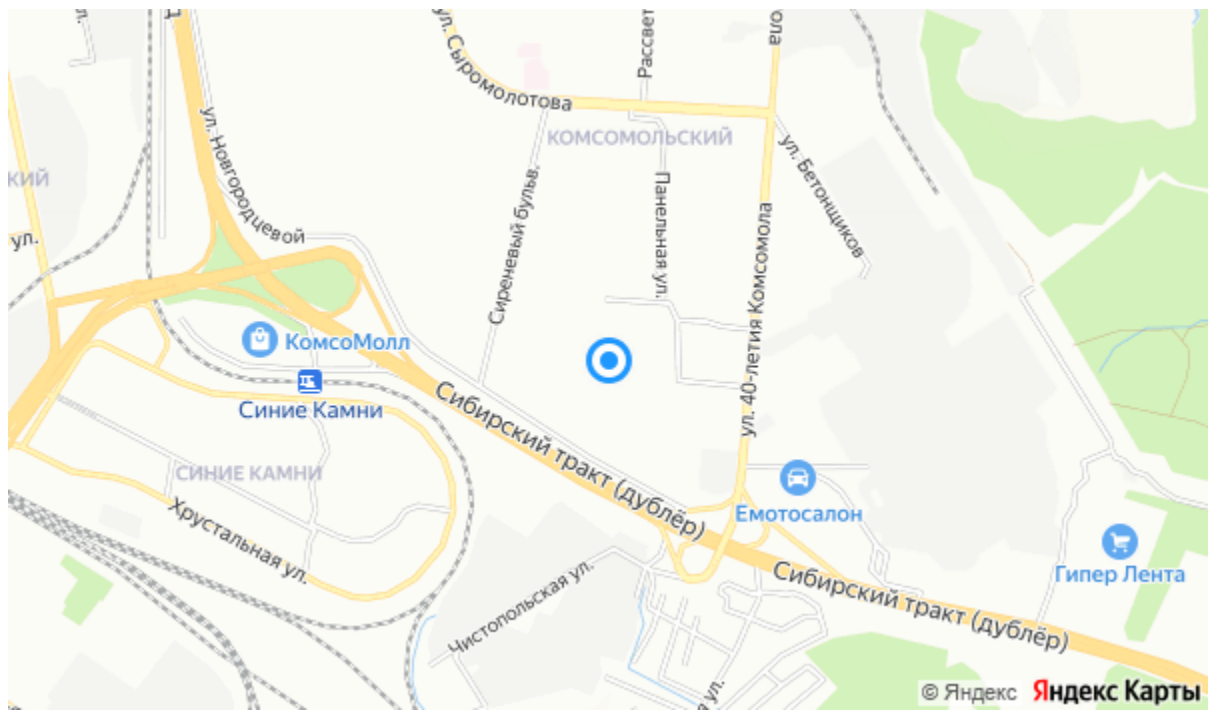 ул.
ул. Сыромолотова
Рассвет
она
ул. Новгородцевой
КОМСОМОЛЬСКИЙ
ул. Бетонщиков
КИЙ
Сиреневый бульв.
Панельная ул.
ул. 40-летия Комсомола
ул.
КомсоМолл
Синие Камни
Сибирский тракт (дублёр)
СИНИЕ КАМНИ
Емотосалон
Хрустальная ул.
Гипер Лента
Сибирский тракт (дублёр)
Чистопольская ул.
а ул.
© Яндекс Яндекс Карты